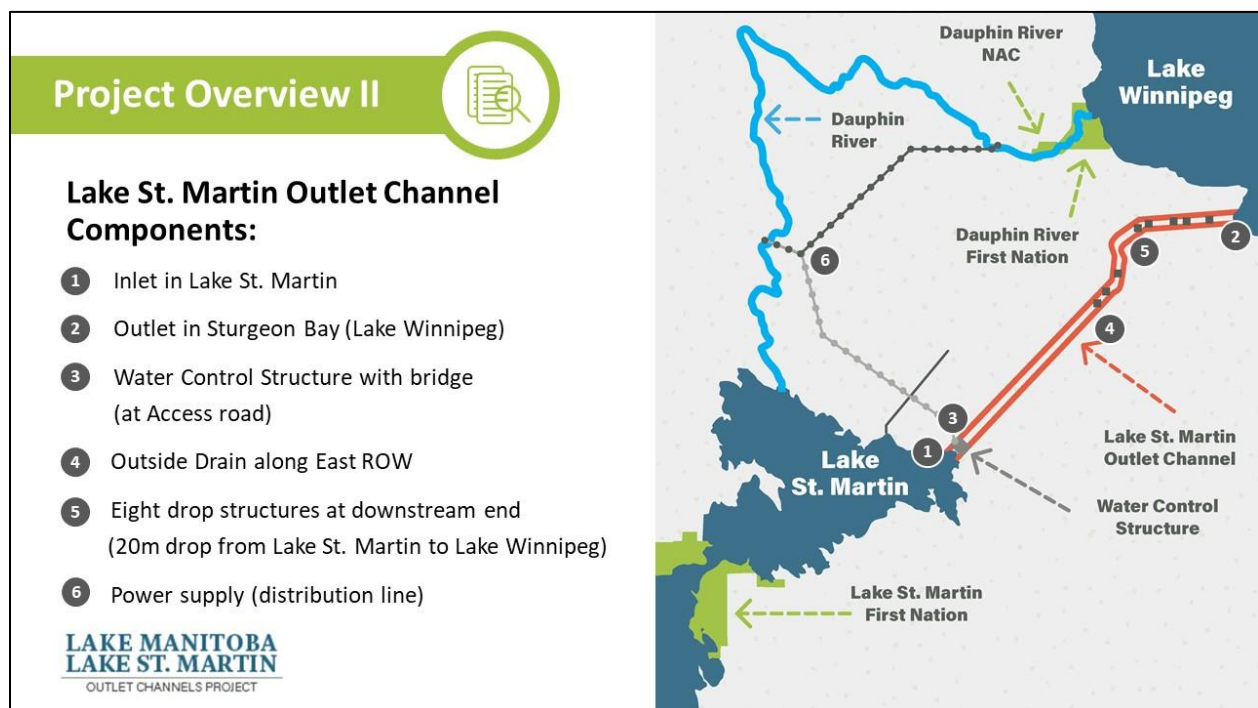 Project Overview II
Lake St. Martin Outlet Channel
Components:
1 Inlet in Lake St. Martin
2 Outlet in Sturgeon Bay (Lake Winnipeg)
3 Water Control Structure with bridge
(at Access road)
4 Outside Drain along East ROW
5 Eight drop structures at downstream end
(20m drop from Lake St. Martin to Lake Winnipeg)
6 Power supply (distribution line)
LAKE MANITOBA
LAKE ST. MARTIN
OUTLET CHANNELS PROJECT
Dauphin River
NAC
Lake
Winnipeg
Dauphin
River
Dauphin River
First Nation
2
5
6
4
3
1
Lake
St. Martin
Lake St. Martin
Outlet Channel
Water Control
Structure
Lake St. Martin
First Nation